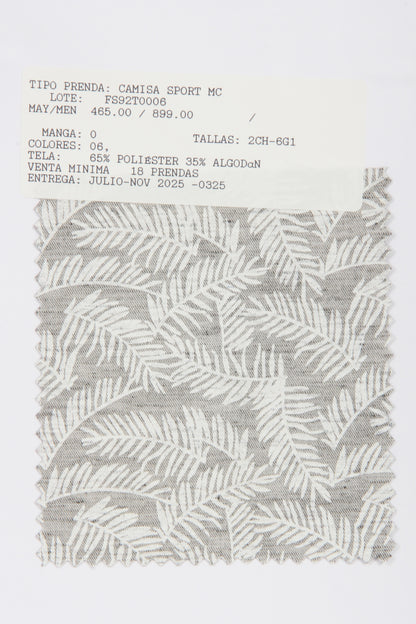 TIPO PRENDA: CAMISA SPORT MC
LOTE: FS92T0006
MAY/MEN 465.00 / 899.00 /
MANGA: 0 TALLAS: 2CH-6G1
COLORES: 06,
TELA: 65% POLIÉSTER 35% ALGODαN
VENTA MINIMA 18 PRENDAS
ENTREGA: JULIO-NOV 2025 -0325